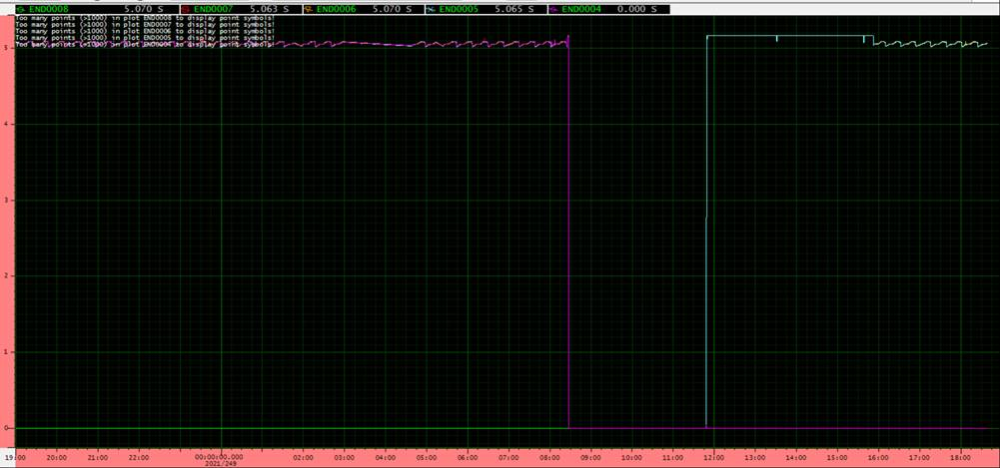 END0008 5.070 S END0007 5.063 S END0006 5.070 S END0005 5.065 S END0004 0.000 S
Too many points (>1000) in plot END0008 to display point symbols!
Too many points (>1000) in plot END0007 to display point symbols!
Too many points (>1000) in plot END0006 to display point symbols!
Too many points (>1000) in plot END0005 to display point symbols!
Too many points (>1000) in plot END0004 to display point symbols!
5
4
3
2
1
0
19:00 20:00 21:00 22:00 00:00:00.000 02:00 03:00 04:00 05:00 06:00 07:00 08:00 09:00 10:00 11:00 12:00 13:00 14:00 15:00 16:00 17:00 18:00
2021/249